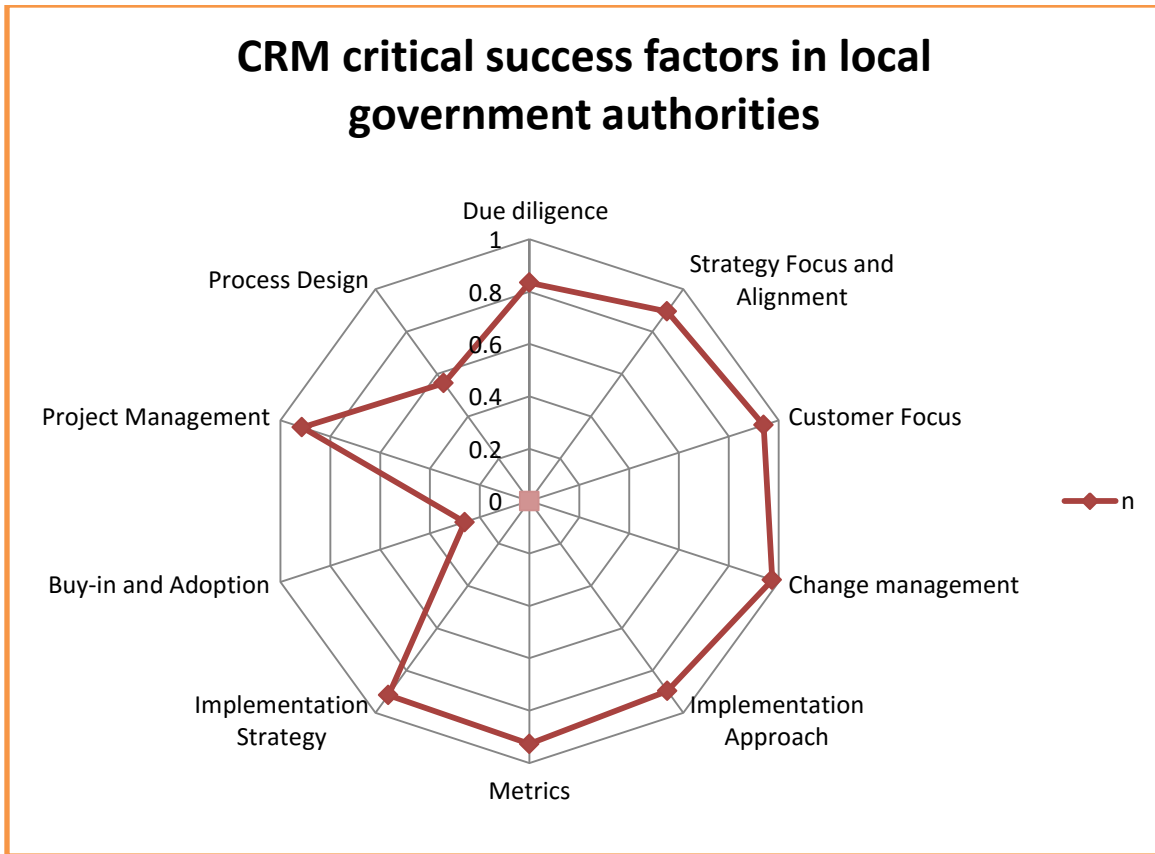 CRM critical success factors in local
government authorities
Due diligence
1
Strategy Focus and
Alignment
Process Design
0.8
0.6
Project Management
Customer Focus
0.4
0.2
0
n
Buy-in and Adoption
Change management
Implementation
Strategy
Implementation
Approach
Metrics